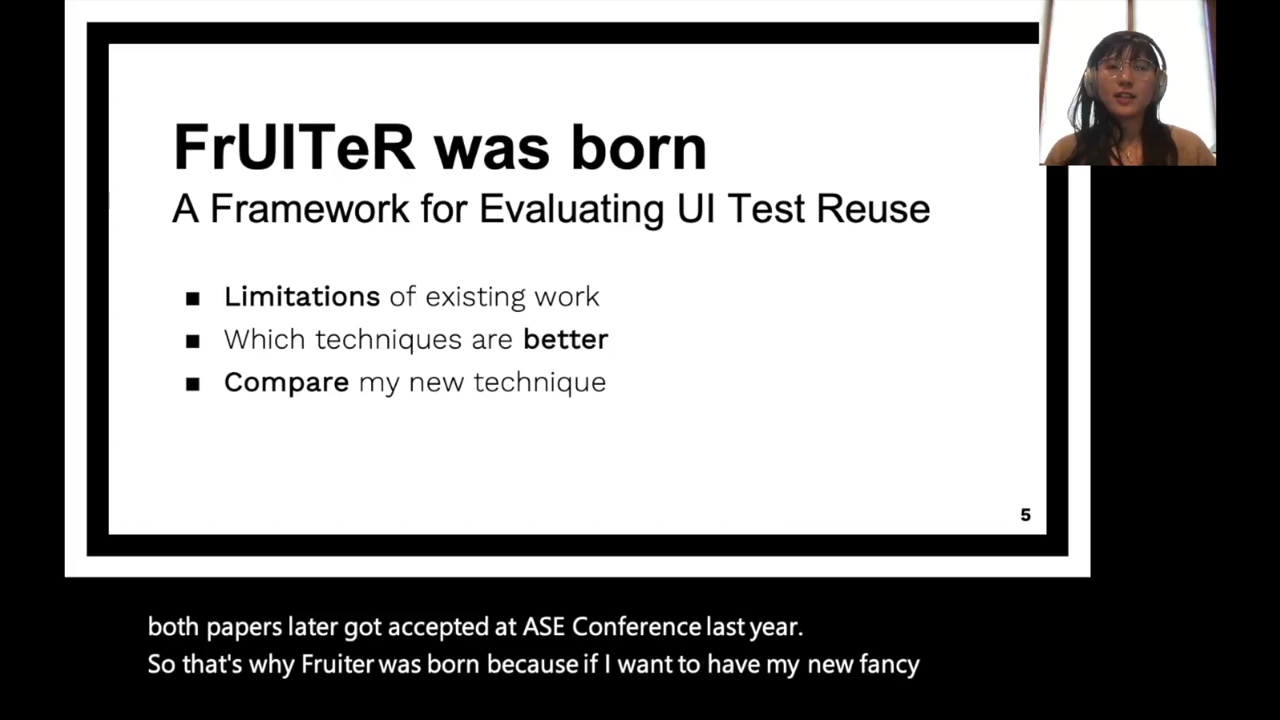 FrUITeR was born
A Framework for Evaluating UI Test Reuse
■ Limitations of existing work
■ Which techniques are better
■ Compare my new technique
5
both papers later got accepted at ASE Conference last year.
So that's why Fruiter was born because if I want to have my new fancy